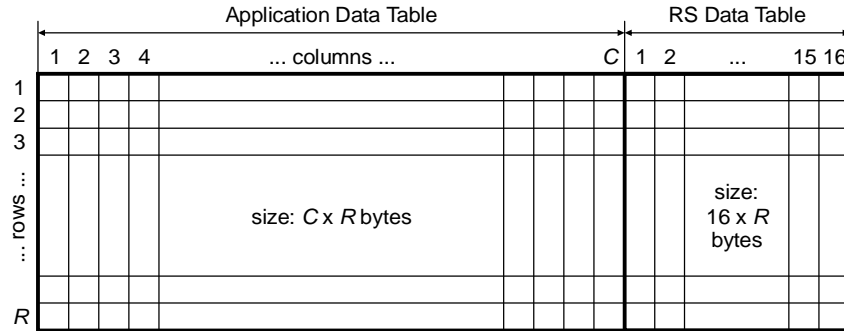 Application Data Table RS Data Table
1 2 3 4 ... columns ... C 1 2 ... 15 16
1
2
3
... rows ...
size: C x R bytes
size:
16 x R
bytes
R